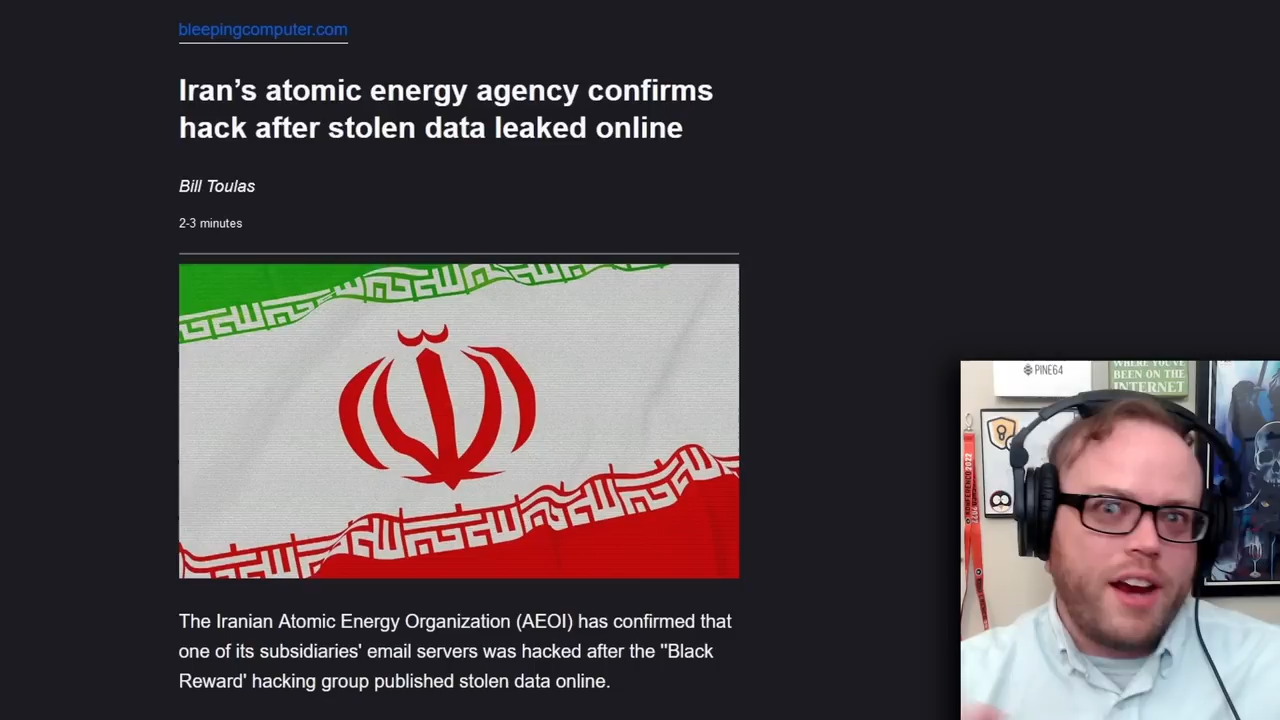 bleepingcomputer.com
Iran’s atomic energy agency confirms
hack after stolen data leaked online
Bill Toulas
2-3 minutes
The Iranian Atomic Energy Organization (AEOI) has confirmed that
one of its subsidiaries' email servers was hacked after the "Black
Reward' hacking group published stolen data online.
PINE64
WHERE YOU'VE
BEEN ON THE
INTERNET
2022